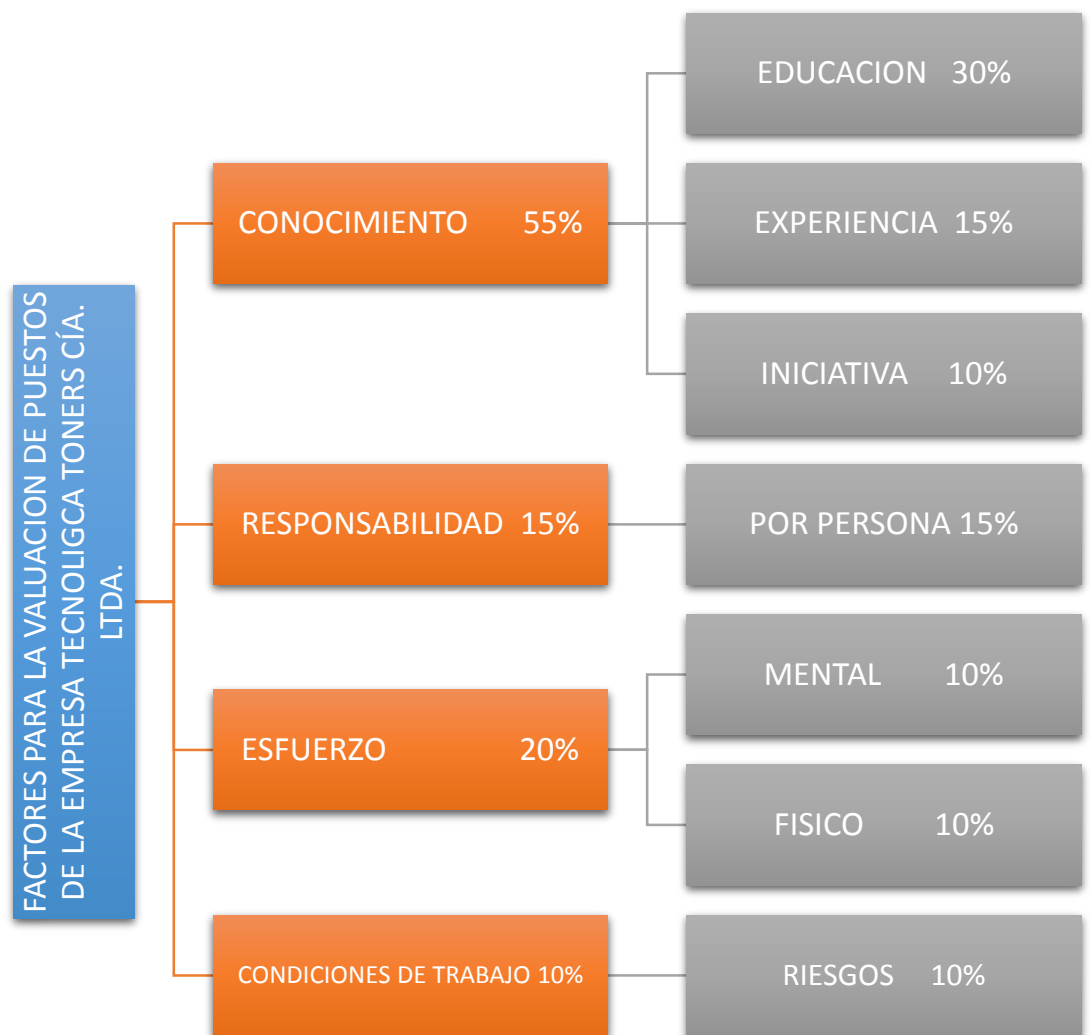 FACTORES PARA LA VALUACION DE PUESTOS
DE LA EMPRESA TECNOLIGCA TONERS CÍA.
LTDA.
CONOCIMIENTO 55%
EDUCACION 30%
EXPERIENCIA 15%
INICIATIVA 10%
RESPONSABILIDAD 15%
POR PERSONA 15%
ESFUERZO 20%
MENTAL 10%
FISICO 10%
CONDICIONES DE TRABAJO 10%
RIESGOS 10%